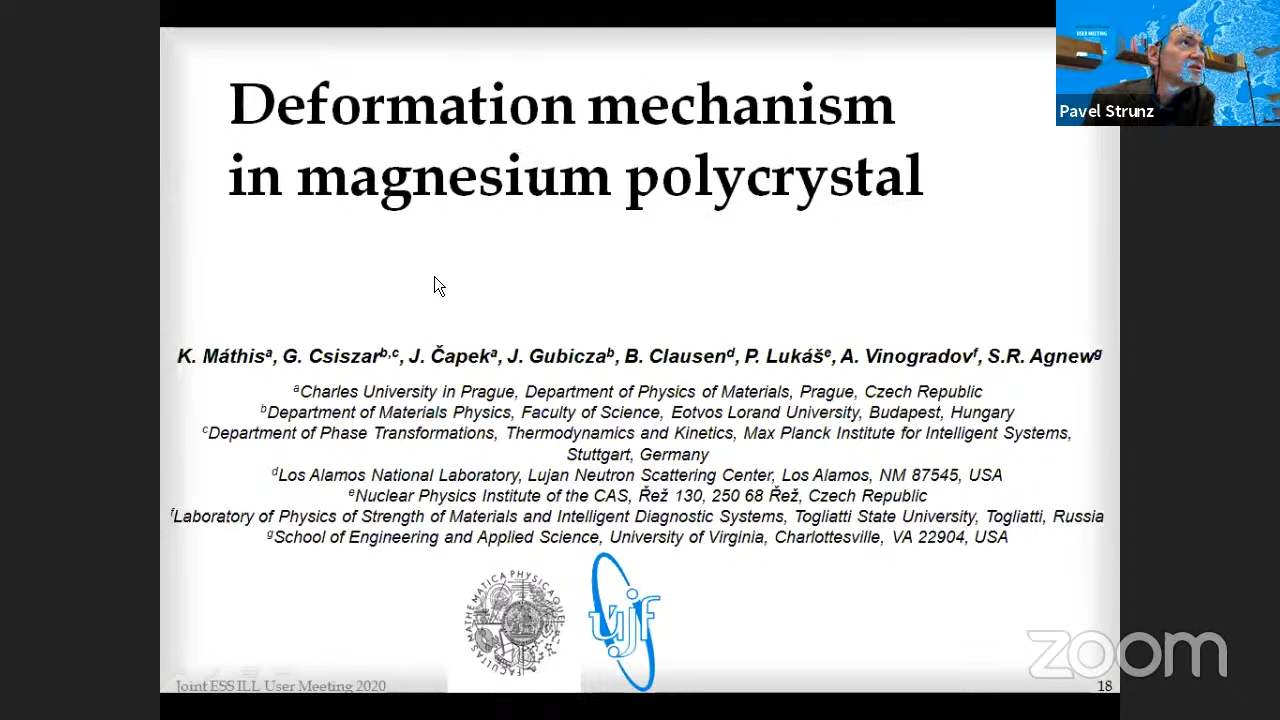 Deformation mechanism
in magnesium polycrystal
USER MEETING
Pavel Strunz
K. Máthisᵃ, G. Csiszarᵇ,ᶜ, J. Čapekᵃ, J. Gubiczaᵇ, B. Clausenᵈ, P. Lukášᵉ, A. Vinogradovᶠ, S.R. Agnewᵍ
ᵃCharles University in Prague, Department of Physics of Materials, Prague, Czech Republic
ᵇDepartment of Materials Physics, Faculty of Science, Eotvos Lorand University, Budapest, Hungary
ᶜDepartment of Phase Transformations, Thermodynamics and Kinetics, Max Planck Institute for Intelligent Systems,
Stuttgart, Germany
ᵈLos Alamos National Laboratory, Lujan Neutron Scattering Center, Los Alamos, NM 87545, USA
ᵉNuclear Physics Institute of the CAS, Řež 130, 250 68 Řež, Czech Republic
ᶠLaboratory of Physics of Strength of Materials and Intelligent Diagnostic Systems, Togliatti State University, Togliatti, Russia
ᵍSchool of Engineering and Applied Science, University of Virginia, Charlottesville, VA 22904, USA
FACULTAS MATHEMATICA PHYSICAQUE
ujf
zoom
Joint ESS ILL User Meeting 2020
18